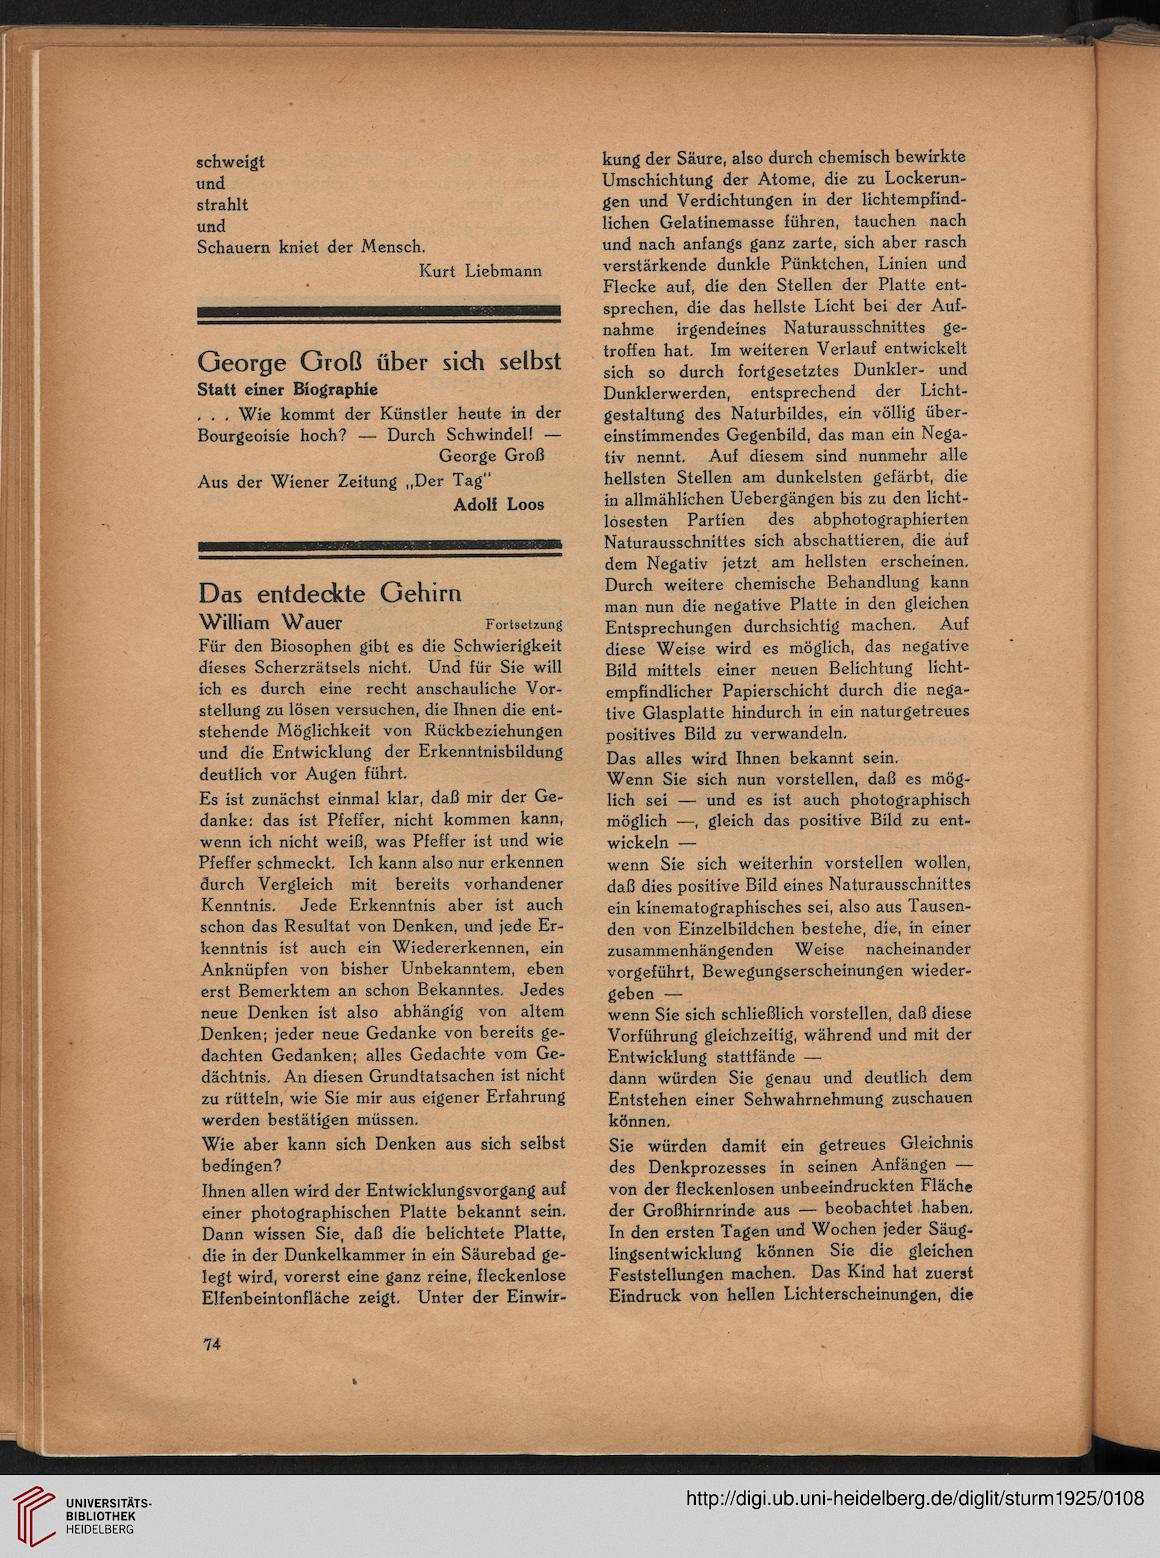 schweigt
und
strahlt
und
Schauern kniet der Mensch.
Kurt Liebmann
George Groß über sich selbst
Statt einer Biographie
. . . Wie kommt der Künstler heute in der
Bourgeoisie hoch? — Durch Schwindel! —
George Groß
Aus der Wiener Zeitung „Der Tag“
Adolf Loos
Das entdeckte Gehirn
William Wauer Fortsetzung
Für den Biosophen gibt es die Schwierigkeit
dieses Scherzrätsels nicht. Und für Sie will
ich es durch eine recht anschauliche Vor-
stellung zu lösen versuchen, die Ihnen die ent-
stehende Möglichkeit von Rückbeziehungen
und die Entwicklung der Erkenntnisbildung
deutlich vor Augen führt.
Es ist zunächst einmal klar, daß mir der Ge-
danke: das ist Pfeffer, nicht kommen kann,
wenn ich nicht weiß, was Pfeffer ist und wie
Pfeffer schmeckt. Ich kann also nur erkennen
durch Vergleich mit bereits vorhandener
Kenntnis. Jede Erkenntnis aber ist auch
schon das Resultat von Denken, und jede Er-
kenntnis ist auch ein Wiedererkennen, ein
Anknüpfen von bisher Unbekanntem, eben
erst Bemerktem an schon Bekanntes. Jedes
neue Denken ist also abhängig von altem
Denken; jeder neue Gedanke von bereits ge-
dachten Gedanken; alles Gedachte vom Ge-
dächtnis. An diesen Grundtatsachen ist nicht
zu rütteln, wie Sie mir aus eigener Erfahrung
werden bestätigen müssen.
Wie aber kann sich Denken aus sich selbst
bedingen?
Ihnen allen wird der Entwicklungsvorgang auf
einer photographischen Platte bekannt sein.
Dann wissen Sie, daß die belichtete Platte,
die in der Dunkelkammer in ein Säurebad ge-
legt wird, vorerst eine ganz reine, fleckenlose
Elfenbeintonfläche zeigt. Unter der Einwir-
kung der Säure, also durch chemisch bewirkte
Umschichtung der Atome, die zu Lockerun-
gen und Verdichtungen in der lichtempfind-
lichen Gelatinemasse führen, tauchen nach
und nach anfangs ganz zarte, sich aber rasch
verstärkende dunkle Pünktchen, Linien und
Flecke auf, die den Stellen der Platte ent-
sprechen, die das hellste Licht bei der Auf-
nahme irgendeines Naturausschnittes ge-
troffen hat. Im weiteren Verlauf entwickelt
sich so durch fortgesetztes Dunkler- und
Dunklerwerden, entsprechend der Licht-
gestaltung des Naturbildes, ein völlig über-
einstimmendes Gegenbild, das man ein Nega-
tiv nennt. Auf diesem sind nunmehr alle
hellsten Stellen am dunkelsten gefärbt, die
in allmählichen Uebergängen bis zu den licht-
losesten Partien des abphotographierten
Naturausschnittes sich abschattieren, die auf
dem Negativ jetzt am hellsten erscheinen.
Durch weitere chemische Behandlung kann
man nun die negative Platte in den gleichen
Entsprechungen durchsichtig machen. Auf
diese Weise wird es möglich, das negative
Bild mittels einer neuen Belichtung licht-
empfindlicher Papierschicht durch die nega-
tive Glasplatte hindurch in ein naturgetreues
positives Bild zu verwandeln.
Das alles wird Ihnen bekannt sein.
Wenn Sie sich nun vorstellen, daß es mög-
lich sei — und es ist auch photographisch
möglich —, gleich das positive Bild zu ent-
wickeln —
wenn Sie sich weiterhin vorstellen wollen,
daß dies positive Bild eines Naturausschnittes
ein kinematographisches sei, also aus Tausen-
den von Einzelbildchen bestehe, die, in einer
zusammenhängenden Weise nacheinander
vorgeführt, Bewegungserscheinungen wieder-
geben —
wenn Sie sich schließlich vorstellen, daß diese
Vorführung gleichzeitig, während und mit der
Entwicklung stattfände —
dann würden Sie genau und deutlich dem
Entstehen einer Sehwahrnehmung zuschauen
können.
Sie würden damit ein getreues Gleichnis
des Denkprozesses in seinen Anfängen —
von der fleckenlosen unbeeindruckten Fläche
der Großhirnrinde aus — beobachtet haben.
In den ersten Tagen und Wochen jeder Säug-
lingsentwicklung können Sie die gleichen
Feststellungen machen. Das Kind hat zuerst
Eindruck von hellen Lichterscheinungen, die
74
UNIVERSITÄTS-
BIBLIOTHEK
HEIDELBERG
http://digi.ub.uni-heidelberg.de/diglit/sturm1925/0108